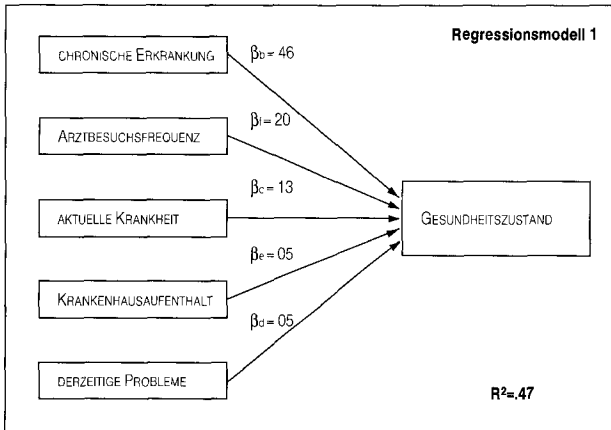 Regressionsmodell 1
CHRONISCHE ERKRANKUNG
βb= 46
ARZTBESUCHSFREQUENZ
βf= 20
AKTUELLE KRANKHEIT
βc= 13
GESUNDHEITSZUSTAND
KRANKENHAUSAUFENTHALT
βe= 05
DERZEITIGE PROBLEME
βd= 05
R²=.47